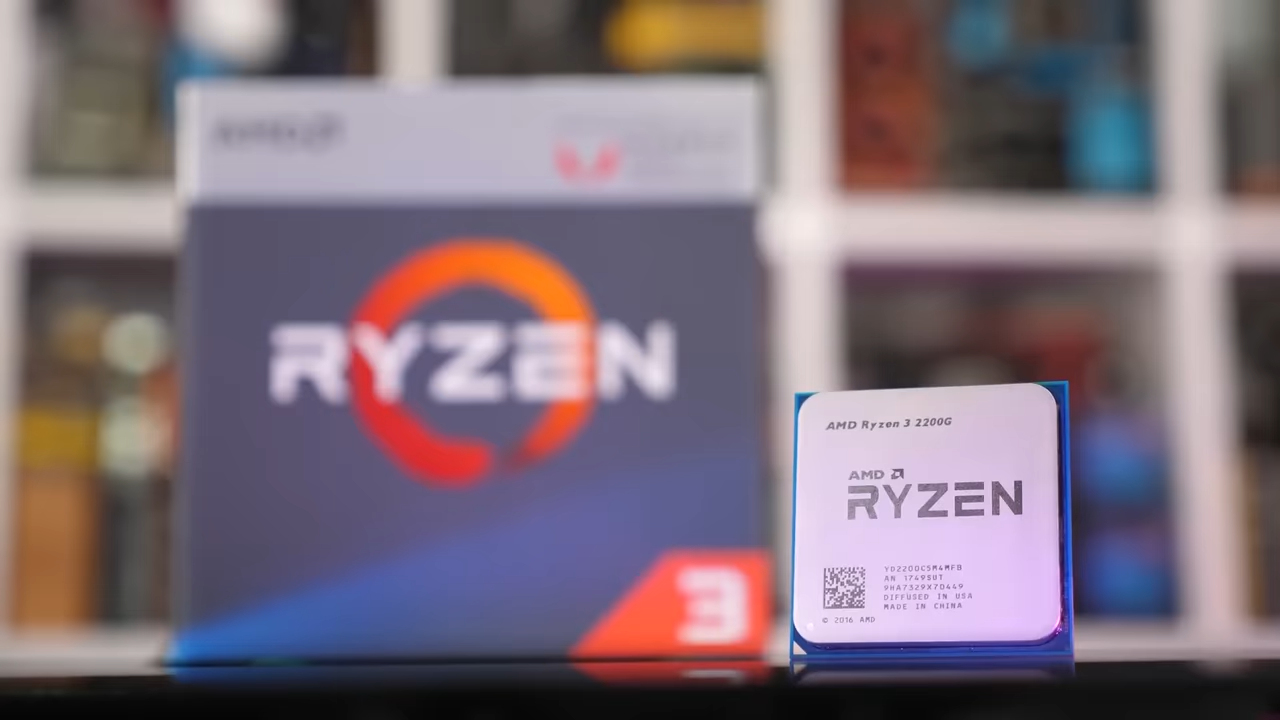 AMD
RYZEN
3
AMD Ryzen 3 2200G
AMD
RYZEN
YD2200C5M4MFB
AN 1749SUT
9HA7329X70449
DIFFUSED IN USA
MADE IN CHINA
© 2016 AMD